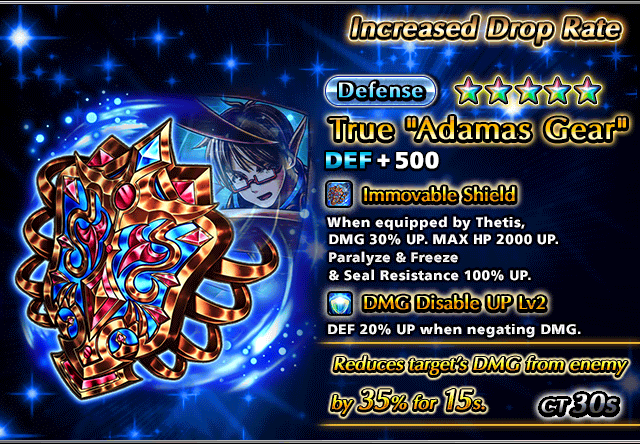 Increased Drop Rate
Defense
True "Adamas Gear"
DEF+500
Immovable Shield
When equipped by Thetis,
DMG 30% UP. MAX HP 2000 UP.
Paralyze & Freeze
& Seal Resistance 100% UP.
DMG Disable UP Lv2
DEF 20% UP when negating DMG.
Reduces target's DMG from enemy
by 35% for 15s.
CT 30s